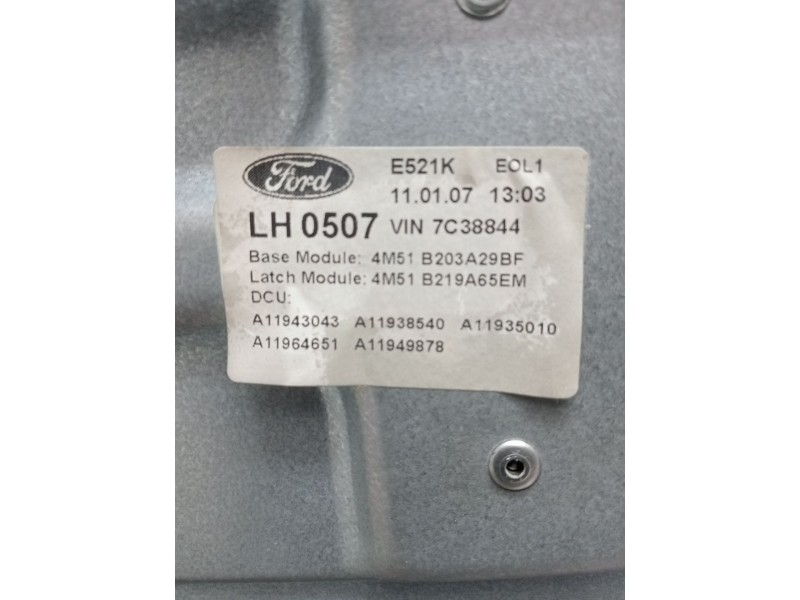 Ford E521K EOL1
11.01.07 13:03
LH 0507 VIN 7C38844
Base Module: 4M51 B203A29BF
Latch Module: 4M51 B219A65EM
DCU:
A11943043 A11938540 A11935010
A11964651 A11949878